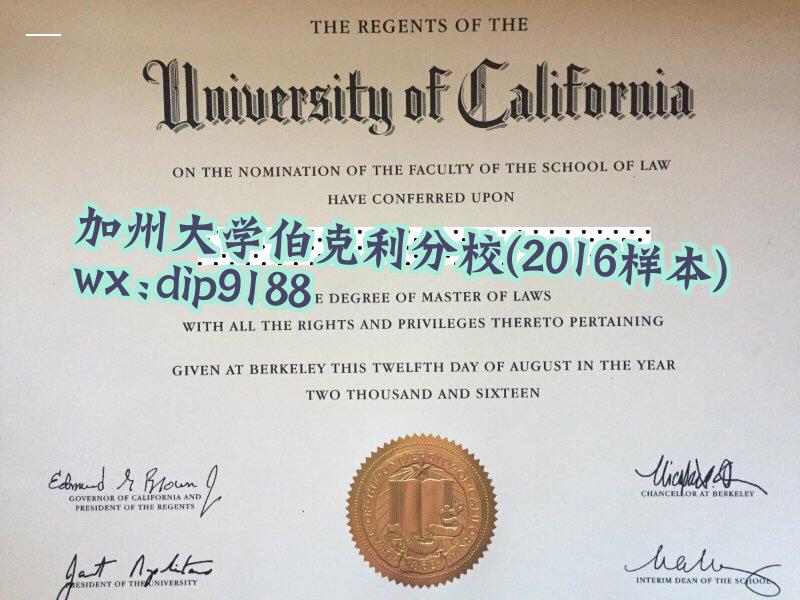 THE REGENTS OF THE
University of California
ON THE NOMINATION OF THE FACULTY OF THE SCHOOL OF LAW
HAVE CONFERRED UPON
加州大学伯克利分校(2016样本)
wx:dip9188
E DEGREE OF MASTER OF LAWS
WITH ALL THE RIGHTS AND PRIVILEGES THERETO PERTAINING
GIVEN AT BERKELEY THIS TWELFTH DAY OF AUGUST IN THE YEAR
TWO THOUSAND AND SIXTEEN
GOVERNOR OF CALIFORNIA AND
PRESIDENT OF THE REGENTS
CHANCELLOR AT BERKELEY
1868
PRESIDENT OF THE UNIVERSITY
INTERIM DEAN OF THE SCHOOL